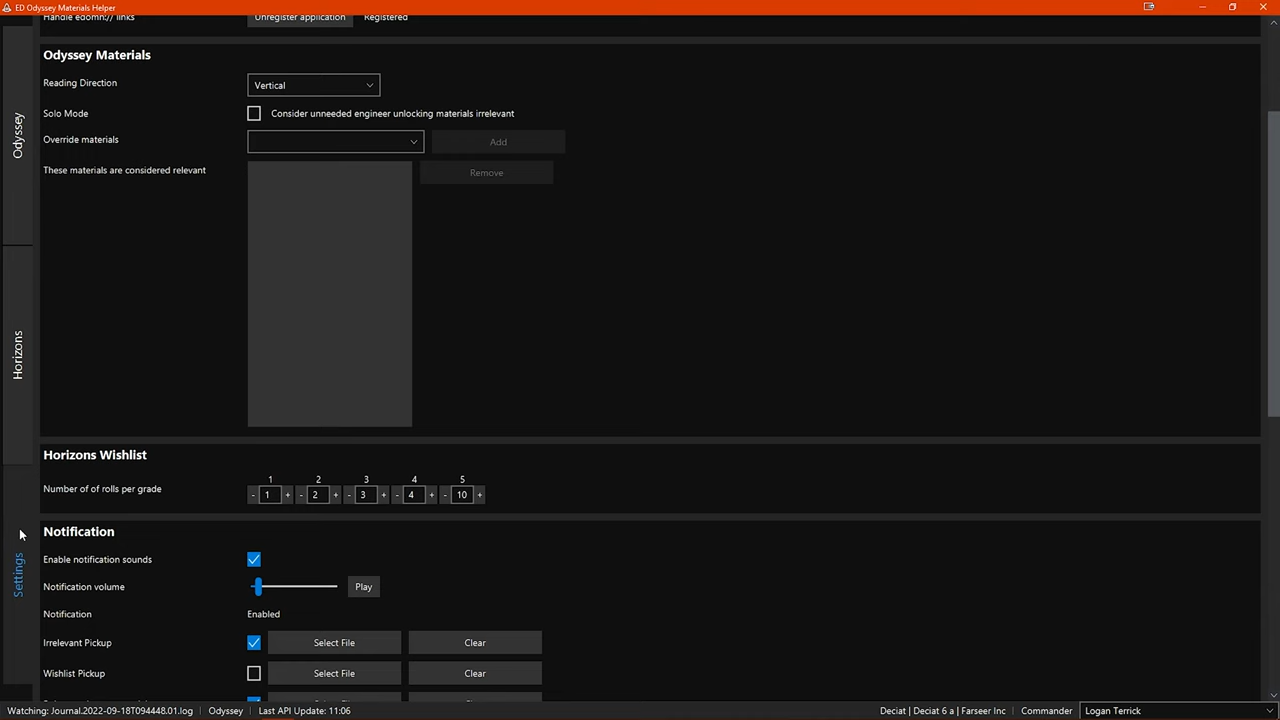 ED Odyssey Materials Helper
Handle edomh:// links Unregister application Registered
Odyssey Materials
Reading Direction Vertical
Solo Mode Consider unneeded engineer unlocking materials irrelevant
Override materials Add
These materials are considered relevant Remove
Horizons Wishlist
1 2 3 4 5
Number of of rolls per grade - 1 + - 2 + - 3 + - 4 + - 10 +
Notification
Enable notification sounds
Notification volume Play
Notification Enabled
Irrelevant Pickup Select File Clear
Wishlist Pickup Select File Clear
Odyssey
Horizons
Settings
Watching: Journal.2022-09-18T094448.01.log Odyssey Last API Update: 11:06 Deciat | Deciat 6 a | Farseer Inc Commander Logan Terrick